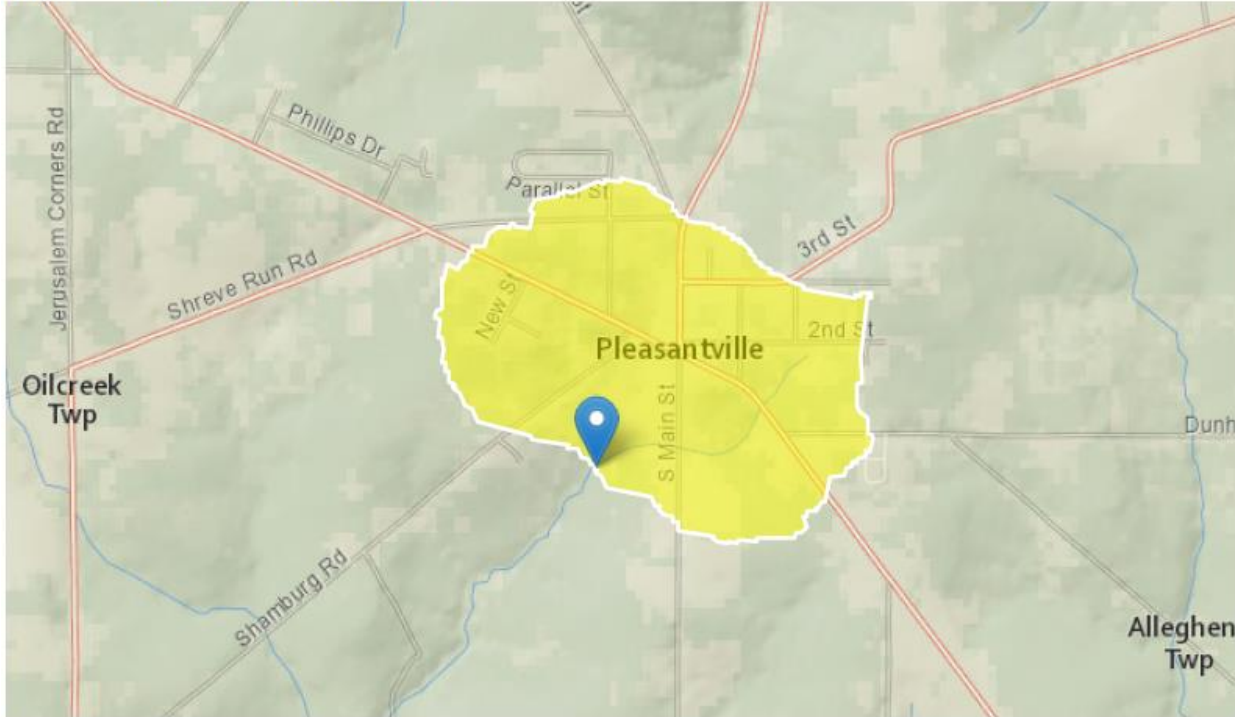 Jerusalem Corners Rd
Phillips Dr
Parallel St
3rd St
Shreve Run Rd
New St
2nd St
Pleasantville
Oilcreek
Twp
S Main St
Dunh
Shamburg Rd
Alleghen
Twp